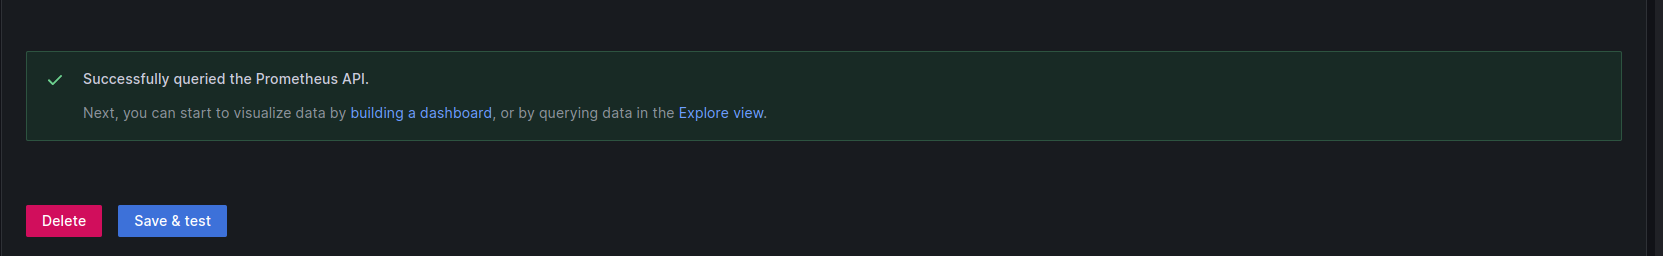 Successfully queried the Prometheus API.
Next, you can start to visualize data by building a dashboard, or by querying data in the Explore view.
Delete Save & test